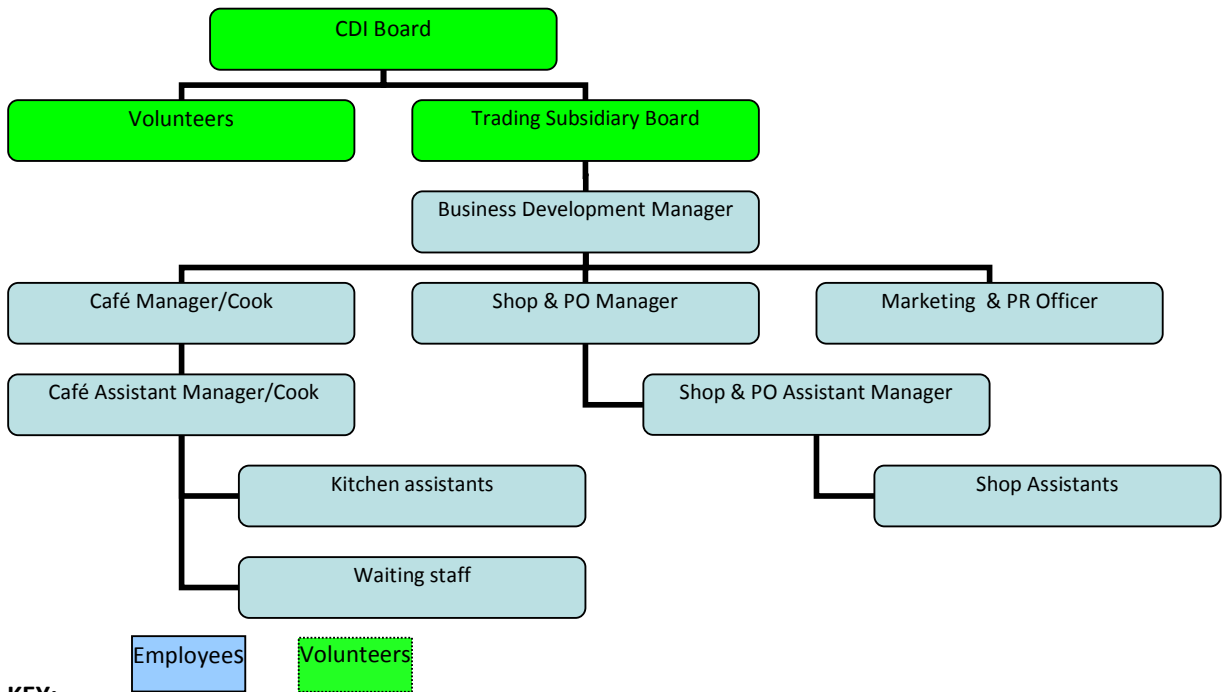 CDI Board
Volunteers
Trading Subsidiary Board
Business Development Manager
Café Manager/Cook
Shop & PO Manager
Marketing & PR Officer
Café Assistant Manager/Cook
Shop & PO Assistant Manager
Kitchen assistants
Shop Assistants
Waiting staff
Employees
Volunteers
KEY: